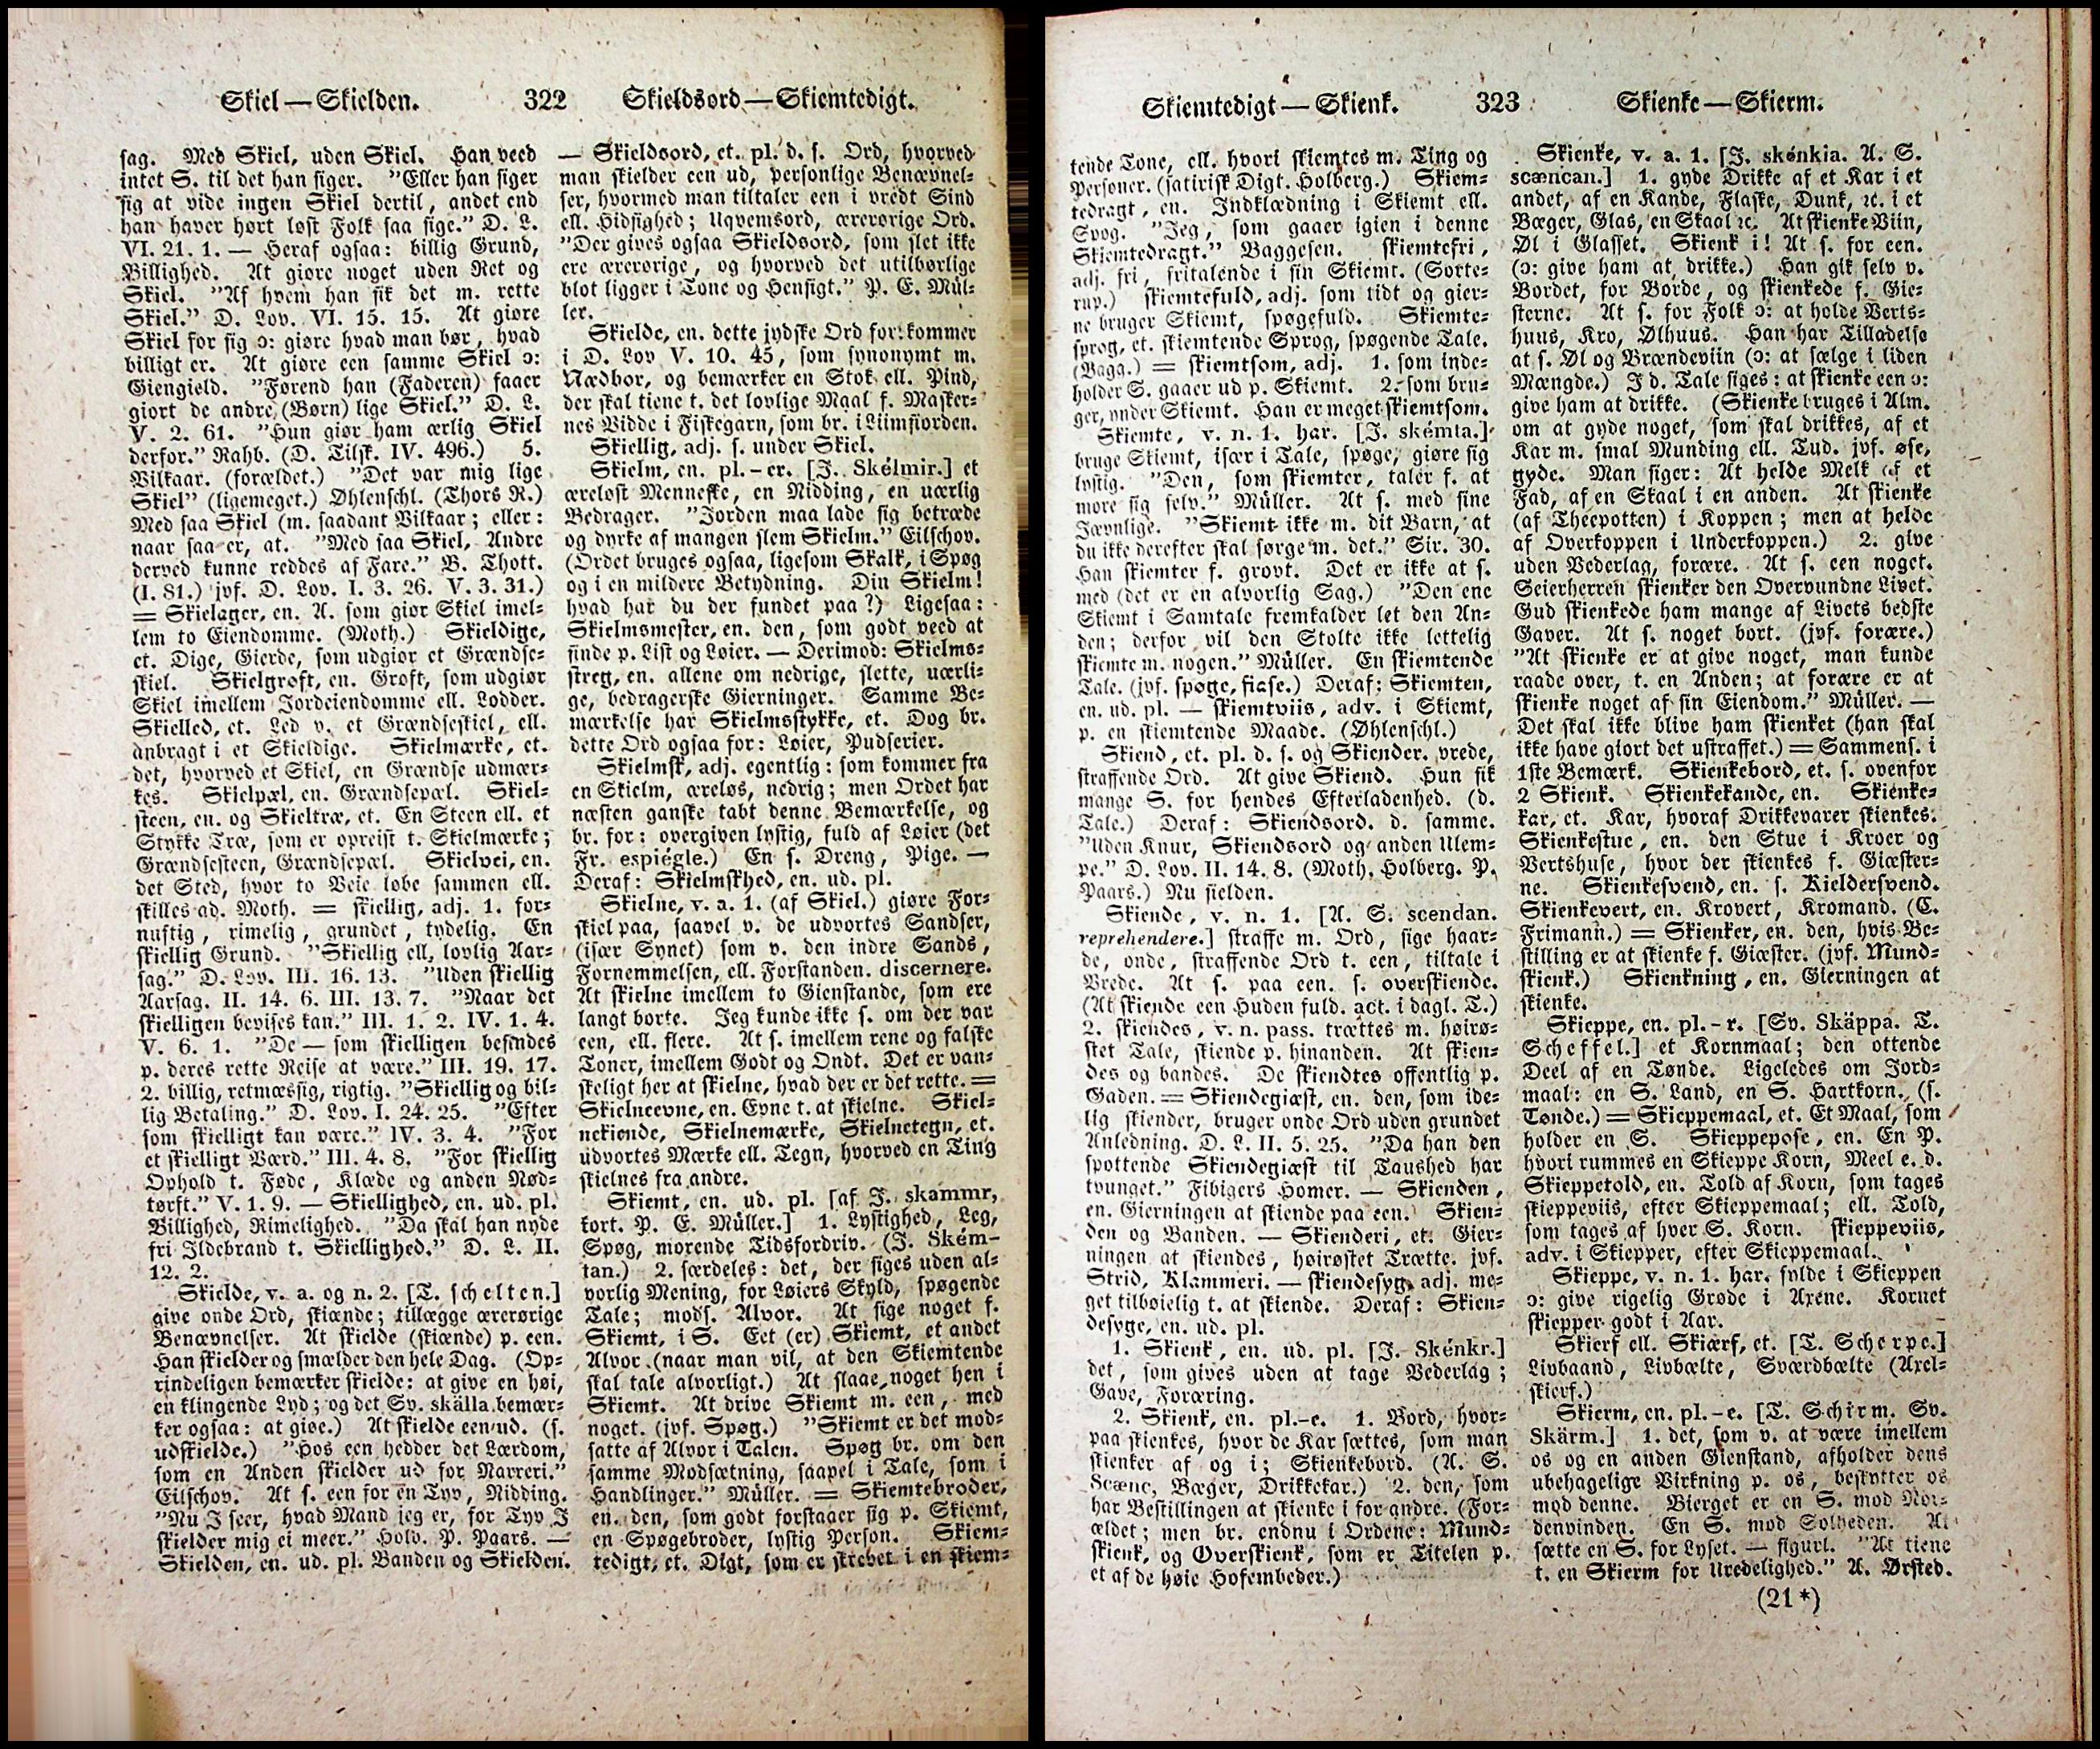 Skiel — Skielden.
322
Skieldsord — Skiemtedigt.
sag. Med Skiel, uden Skiel. Han veed
intet S. til det han siger. "Eller han siger
sig at vide ingen Skiel dertil, andet end
han haver hørt løst Folk saa sige." D. L.
VI. 21. 1. — Heraf ogsaa: billig Grund,
Billighed. At giøre noget uden Ret og
Skiel. "Af hvem han fik det m. rette
Skiel." D. Lov. VI. 15. 15. At giøre
Skiel for sig ɔ: giøre hvad man bør, hvad
billigt er. At giøre een samme Skiel ɔ:
Giengield. "Førend han (Faderen) faaer
giort de andre (Børn) lige Skiel." D. L.
V. 2. 61. "Hun giør ham ærlig Skiel
derfor." Rahb. (D. Tilsk. IV. 496.) 5.
Vilkaar. (forældet.) "Det var mig lige
Skiel" (ligemeget.) Øhlenschl. (Thors R.)
Med saa Skiel (m. saadant Vilkaar; eller:
naar saa er, at. "Med saa Skiel, Andre
derved kunne reddes af Fare." B. Thott.
(I. 81.) jvf. D. Lov. I. 3. 26. V. 3. 31.)
= Skielager, en. A. som giør Skiel imel-
lem to Eiendomme. (Moth.) Skieldige,
et. Dige, Gierde, som udgiør et Grændse-
skiel. Skielgrøft, en. Grøft, som udgiør
Skiel imellem Jordeiendomme ell. Lodder.
Skielled, et. Led v. et Grændseskiel, ell.
anbragt i et Skieldige. Skielmærke, et.
det, hvorved et Skiel, en Grændse udmær-
kes. Skielpæl, en. Grændsepæl. Skiel-
steen, en. og Skieltræ, et. En Steen ell. et
Stykke Træ, som er opreist t. Skielmærke;
Grændsesteen, Grændsepæl. Skielvei, en.
det Sted, hvor to Veie løbe sammen ell.
skilles ad. Moth. = skiellig, adj. 1. for-
nuftig, rimelig, grundet, tydelig. En
skiellig Grund. "Skiellig ell. lovlig Aar-
sag." D. Lov. III. 16. 13. "Uden skiellig
Aarsag. II. 14. 6. III. 13. 7. "Naar det
skielligen bevises kan." III. 1. 2. IV. 1. 4.
V. 6. 1. "De — som skielligen befindes
p. deres rette Reise at være." III. 19. 17.
2. billig, retmæssig, rigtig. "Skiellig og bil-
lig Betaling." D. Lov. I. 24. 25. "Efter
som skielligt kan være." IV. 3. 4. "For
et skielligt Værd." III. 4. 8. "For skiellig
Ophold t. Føde, Klæde og anden Nød-
tørft." V. 1. 9. — Skiellighed, en. ud. pl.
Billighed, Rimelighed. "Da skal han nyde
fri Ildebrand t. Skiellighed." D. L. II.
12. 2.
Skielde, v. a. og n. 2. [T. schelten.]
give onde Ord, skiænde; tillægge ærerørige
Benævnelser. At skielde (skiænde) p. een.
Han skielder og smælder den hele Dag. (Op-
rindeligen bemærker skielde: at give en høi,
en klingende Lyd; og det Sv. skälla bemær-
ker ogsaa: at giøe.) At skielde een ud. (s.
udskielde.) "Hos een hedder det Lærdom,
som en Anden skielder ud for Narreri."
Eilschov. At s. een for en Tyv, Nidding.
"Nu I seer, hvad Mand jeg er, for Tyv I
skielder mig ei meer." Holb. P. Paars. —
Skielden, en. ud. pl. Banden og Skielden.
— Skieldsord, et. pl. d. s. Ord, hvorved
man skielder een ud, personlige Benævnel-
ser, hvormed man tiltaler een i vredt Sind
ell. Hidsighed; Uqvemsord, ærerørige Ord.
"Der gives ogsaa Skieldsord, som slet ikke
ere ærerørige, og hvorved det utilbørlige
blot ligger i Tone og Hensigt." P. E. Mül-
ler.
Skielde, en. dette jydske Ord forekommer
i D. Lov V. 10. 45, som synonymt m.
Nædbor, og bemærker en Stok ell. Pind,
der skal tiene t. det lovlige Maal f. Masker-
nes Vidde i Fiskegarn, som br. i Liimfiorden.
Skiellig, adj. s. under Skiel.
Skielm, en. pl. - er. [J. Skélmir.] et
æreløst Menneske, en Nidding, en uærlig
Bedrager. "Jorden maa lade sig betræde
og dyrke af mangen slem Skielm." Eilschov.
(Ordet bruges ogsaa, ligesom Skalk, i Spøg
og i en mildere Betydning. Din Skielm!
hvad har du der fundet paa?) Ligesaa:
Skielmsmester, en. den, som godt veed at
finde p. List og Løier. — Derimod: Skielms-
streg, en. allene om nedrige, slette, uærli-
ge, bedragerske Gierninger. Samme Be-
mærkelse har Skielmsstykke, et. Dog br.
dette Ord ogsaa for: Løier, Pudserier.
Skielmsk, adj. egentlig: som kommer fra
en Skielm, æreløs, nedrig; men Ordet har
næsten ganske tabt denne Bemærkelse, og
br. for: overgiven lystig, fuld af Løier (det
Fr. espiégle.) En s. Dreng, Pige. —
Deraf: Skielmskhed, en. ud. pl.
Skielne, v. a. 1. (af Skiel.) giøre For-
skiel paa, saavel v. de udvortes Sandser,
(især Synet) som v. den indre Sands,
Fornemmelsen, ell. Forstanden. discernere.
At skielne imellem to Gienstande, som ere
langt borte. Jeg kunde ikke s. om der var
een, ell. flere. At s. imellem rene og falske
Toner, imellem Godt og Ondt. Det er van-
skeligt her at skielne, hvad der er det rette. =
Skielneevne, en. Evne t. at skielne. Skiel-
nekiende, Skielnemærke, Skielnetegn, et.
udvortes Mærke ell. Tegn, hvorved en Ting
skielnes fra andre.
Skiemt, en. ud. pl. [af J. skammr,
kort. P. E. Müller.] 1. Lystighed, Leg,
Spøg, morende Tidsfordriv. (J. Ském-
tan.) 2. særdeles: det, der siges uden al-
vorlig Mening, for Løiers Skyld, spøgende
Tale; mods. Alvor. At sige noget f.
Skiemt, i S. Eet (er) Skiemt, et andet
Alvor (naar man vil, at den Skiemtende
skal tale alvorligt.) At slaae noget hen i
Skiemt. At drive Skiemt m. een, med
noget. (jvf. Spøg.) "Skiemt er det mod-
satte af Alvor i Talen. Spøg br. om den
samme Modsætning, saavel i Tale, som i
Handlinger." Müller. = Skiemtebroder,
en. den, som godt forstaaer sig p. Skiemt,
en Spøgebroder, lystig Person. Skiem-
tedigt, et. Digt, som er skrevet i en skiem-
Skiemtedigt — Skienk.
323
Skienke — Skierm.
tende Tone, ell. hvori skiemtes m. Ting og
Personer. (satirisk Digt. Holberg.) Skiem-
tedragt, en. Indklædning i Skiemt ell.
Spøg. "Jeg, som gaaer igien i denne
Skiemtedragt." Baggesen. skiemtefri,
adj. fri, fritalende i sin Skiemt. (Sorte-
rup.) skiemtefuld, adj. som tidt og gier-
ne bruger Skiemt, spøgefuld. Skiemte-
sprog, et. skiemtende Sprog, spøgende Tale.
(Bagg.) = skiemtsom, adj. 1. som inde-
holder S. gaaer ud p. Skiemt. 2. som bru-
ger, ynder Skiemt. Han er meget skiemtsom.
Skiemte, v. n. 1. har. [J. skémta.]
bruge Skiemt, især i Tale, spøge, giøre sig
lystig. "Den, som skiemter, taler f. at
more sig selv." Müller. At s. med sine
Jævnlige. "Skiemt ikke m. dit Barn, at
du ikke derefter skal sørge m. det." Sir. 30.
Han skiemter f. grovt. Det er ikke at s.
med (det er en alvorlig Sag.) "Den ene
Skiemt i Samtale fremkalder let den An-
den; derfor vil den Stolte ikke lettelig
skiemte m. nogen." Müller. En skiemtende
Tale. (jvf. spøge, fiase.) Deraf: Skiemten,
en. ud. pl. — skiemtviis, adv. i Skiemt,
p. en skiemtende Maade. (Øhlenschl.)
Skiend, et. pl. d. s. og Skiender. vrede,
straffende Ord. At give Skiend. Hun fik
mange S. for hendes Efterladenhed. (d.
Tale.) Deraf: Skiendsord. d. samme.
"Uden Knur, Skiendsord og anden Ulem-
pe." D. Lov. II. 14. 8. (Moth. Holberg. P.
Paars.) Nu sielden.
Skiende, v. n. 1. [A. S. scendan.
reprehendere.] straffe m. Ord, sige haar-
de, onde, straffende Ord t. een, tiltale i
Vrede. At s. paa een. s. overskiende.
(At skiende een Huden fuld. act. i dagl. T.)
2. skiendes, v. n. pass. trættes m. høirø-
stet Tale, skiende p. hinanden. At skien-
des og bandes. De skiendtes offentlig p.
Gaden. = Skiendegiæst, en. den, som ide-
lig skiender, bruger onde Ord uden grundet
Anledning. D. L. II. 5. 25. "Da han den
spottende Skiendegiæst til Taushed har
tvunget." Fibigers Homer. — Skienden,
en. Gierningen at skiende paa een. Skien-
den og Banden. — Skienderi, et. Gier-
ningen at skiendes, høirøstet Trætte. jvf.
Strid, Klammeri. — skiendesyg, adj. me-
get tilbøielig t. at skiende. Deraf: Skien-
desyge, en. ud. pl.
1. Skienk, en. ud. pl. [J. Skénkr.]
det, som gives uden at tage Vederlag;
Gave, Foræring.
2. Skienk, en. pl.-e. 1. Bord, hvor-
paa skienkes, hvor de Kar sættes, som man
skienker af og i; Skienkebord. (A. S.
Scænc, Bæger, Drikkekar.) 2. den, som
har Bestillingen at skienke i for andre. (For-
ældet; men br. endnu i Ordene: Mund-
skienk, og Overskienk, som er Titelen p.
et af de høie Hofembeder.)
Skienke, v. a. 1. [J. skénkia. A. S.
scæncan.] 1. gyde Drikke af et Kar i et
andet, af en Kande, Flaske, Dunk, ꝛc. i et
Bæger, Glas, en Skaal ꝛc. At skienke Viin,
Øl i Glasset. Skienk i! At s. for een.
(ɔ: give ham at drikke.) Han gik selv v.
Bordet, for Borde, og skienkede f. Gie-
sterne. At s. for Folk ɔ: at holde Verts-
huus, Kro, Ølhuus. Han har Tilladelse
at s. Øl og Brændeviin (ɔ: at sælge i liden
Mængde.) I d. Tale siges: at skienke een ɔ:
give ham at drikke. (Skienke bruges i Alm.
om at gyde noget, som skal drikkes, af et
Kar m. smal Munding ell. Tud. jvf. øse,
gyde. Man siger: At helde Melk af et
Fad, af en Skaal i en anden. At skienke
(af Theepotten) i Koppen; men at helde
af Overkoppen i Underkoppen.) 2. give
uden Vederlag, forære. At s. een noget.
Seierherren skienker den Overvundne Livet.
Gud skienkede ham mange af Livets bedste
Gaver. At s. noget bort. (jvf. forære.)
"At skienke er at give noget, man kunde
raade over, t. en Anden; at forære er at
skienke noget af sin Eiendom." Müller. —
Det skal ikke blive ham skienket (han skal
ikke have giort det ustraffet.) = Sammens. i
1ste Bemærk. Skienkebord, et. s. ovenfor
2 Skienk. Skienkekande, en. Skienke-
kar, et. Kar, hvoraf Drikkevarer skienkes.
Skienkestue, en. den Stue i Kroer og
Vertshuse, hvor der skienkes f. Giæster-
ne. Skienkesvend, en. s. Kieldersvend.
Skienkevert, en. Krovert, Kromand. (C.
Frimann.) = Skienker, en. den, hvis Be-
stilling er at skienke f. Giæster. (jvf. Mund-
skienk.) Skienkning, en. Gierningen at
skienke.
Skieppe, en. pl. - r. [Sv. Skäppa. T.
Scheffel.] et Kornmaal; den ottende
Deel af en Tønde. Ligeledes om Jord-
maal: en S. Land, en S. Hartkorn. (s.
Tønde.) = Skieppemaal, et. Et Maal, som
holder en S. Skieppepose, en. En P.
hvori rummes en Skieppe Korn, Meel e. d.
Skieppetold, en. Told af Korn, som tages
skieppeviis, efter Skieppemaal; ell. Told,
som tages af hver S. Korn. skieppeviis,
adv. i Skiepper, efter Skieppemaal.
Skieppe, v. n. 1. har. fylde i Skieppen
ɔ: give rigelig Grøde i Axene. Kornet
skiepper godt i Aar.
Skierf ell. Skiærf, et. [T. Scherpe.]
Livbaand, Livbælte, Sværdbælte (Axel-
skierf.)
Skierm, en. pl. - e. [T. Schirm. Sv.
Skärm.] 1. det, som v. at være imellem
os og en anden Gienstand, afholder dens
ubehagelige Virkning p. os, beskytter os
mod denne. Bierget er en S. mod Nor-
denvinden. En S. mod Solheden. At
sætte en S. for Lyset. — figurl. "At tiene
t. en Skierm for Uredelighed." A. Ørsted.
(21*)